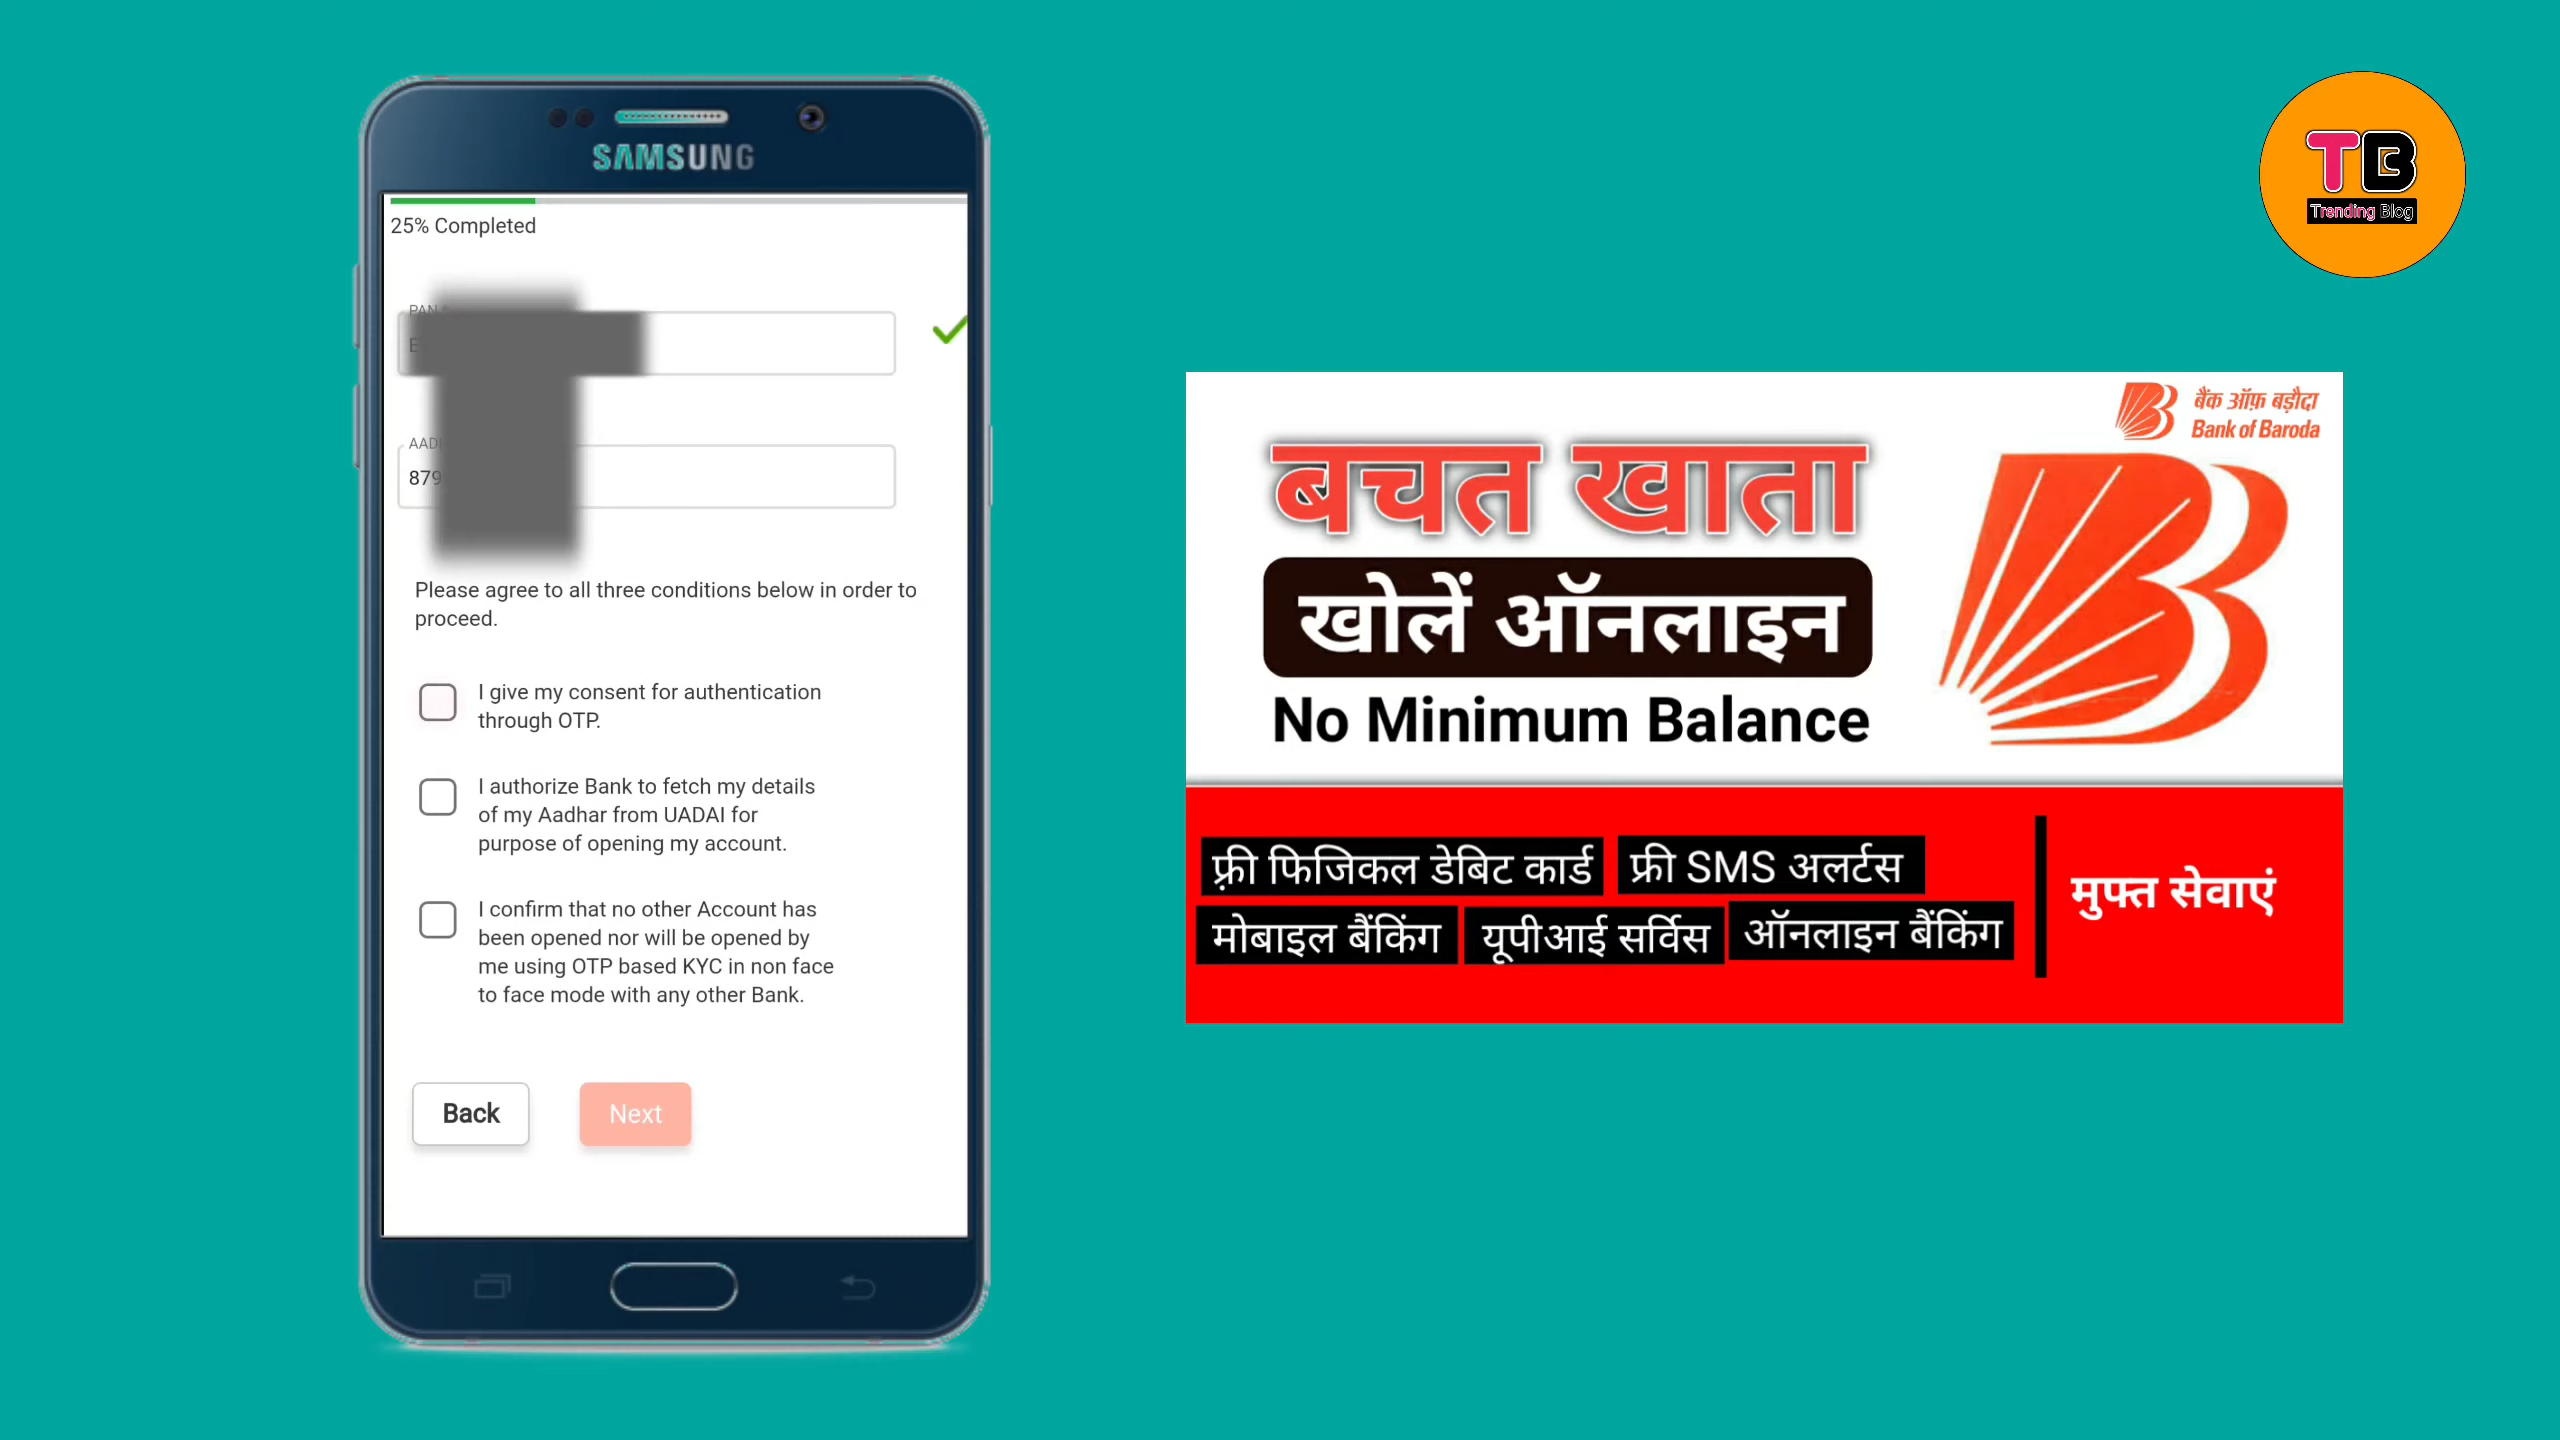 SAMSUNG
25% Completed
PAN *
E
AAD
879
Please agree to all three conditions below in order to
proceed.
I give my consent for authentication
through OTP.
I authorize Bank to fetch my details
of my Aadhar from UADAI for
purpose of opening my account.
I confirm that no other Account has
been opened nor will be opened by
me using OTP based KYC in non face
to face mode with any other Bank.
Back Next
TB
Trending Blog
बैंक ऑफ़ बड़ौदा
Bank of Baroda
बचत खाता
खोलें ऑनलाइन
No Minimum Balance
फ़्री फिजिकल डेबिट कार्ड फ्री SMS अलर्टस
मोबाइल बैंकिंग यूपीआई सर्विस ऑनलाइन बैंकिंग
मुफ्त सेवाएं